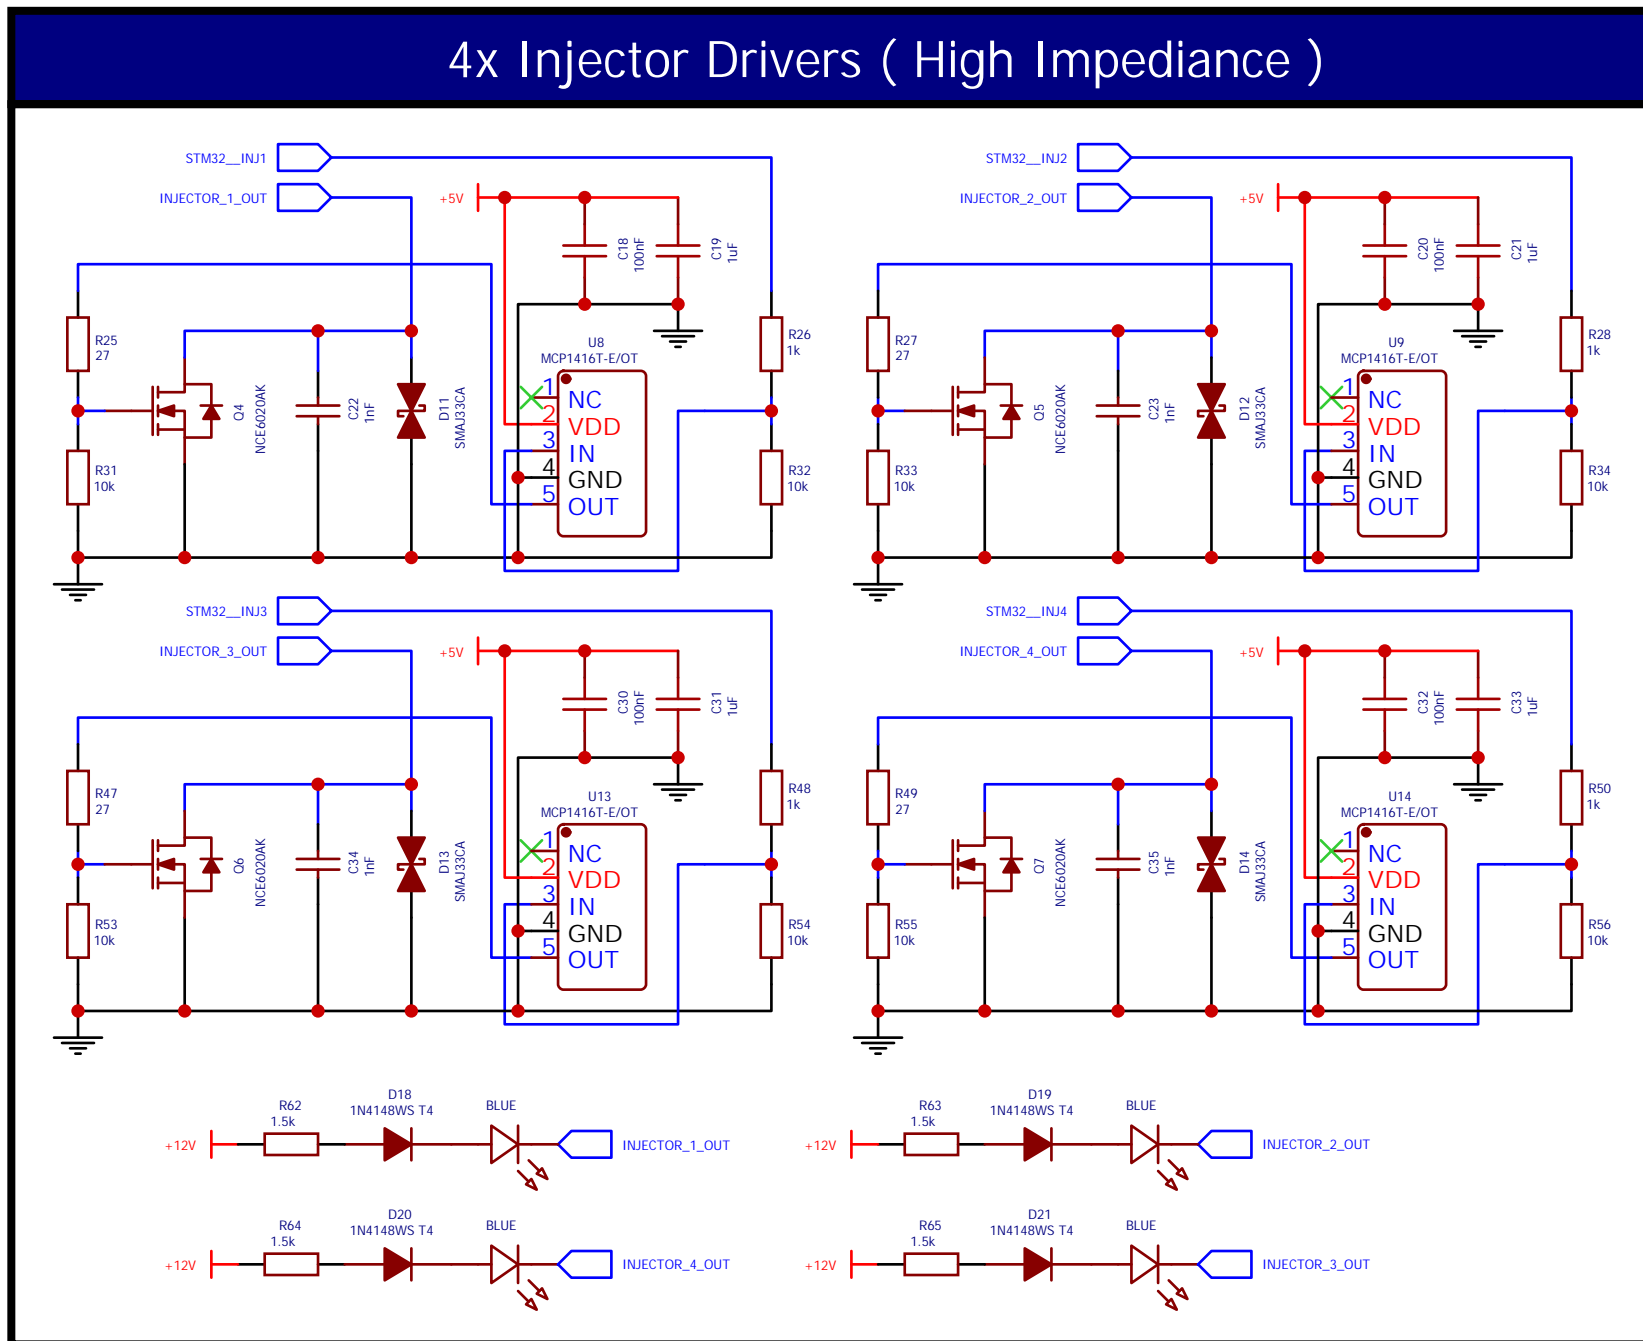 4x Injector Drivers ( High Impediance )
STM32__INJ1
INJECTOR_1_OUT
+5V
C18
100nF
C19
1uF
R25
27
R26
1k
U8
MCP1416T-E/OT
Q4
NCE6020AK
C22
1nF
D11
SMAJ33CA
1 NC
2 VDD
3 IN
4 GND
5 OUT
R31
10k
R32
10k
STM32__INJ2
INJECTOR_2_OUT
+5V
C20
100nF
C21
1uF
R27
27
R28
1k
U9
MCP1416T-E/OT
Q5
NCE6020AK
C23
1nF
D12
SMAJ33CA
1 NC
2 VDD
3 IN
4 GND
5 OUT
R33
10k
R34
10k
STM32__INJ3
INJECTOR_3_OUT
+5V
C30
100nF
C31
1uF
R47
27
R48
1k
U13
MCP1416T-E/OT
Q6
NCE6020AK
C34
1nF
D13
SMAJ33CA
1 NC
2 VDD
3 IN
4 GND
5 OUT
R53
10k
R54
10k
STM32__INJ4
INJECTOR_4_OUT
+5V
C32
100nF
C33
1uF
R49
27
R50
1k
U14
MCP1416T-E/OT
Q7
NCE6020AK
C35
1nF
D14
SMAJ33CA
1 NC
2 VDD
3 IN
4 GND
5 OUT
R55
10k
R56
10k
+12V
R62
1.5k
D18
1N4148WS T4
BLUE
INJECTOR_1_OUT
+12V
R63
1.5k
D19
1N4148WS T4
BLUE
INJECTOR_2_OUT
+12V
R64
1.5k
D20
1N4148WS T4
BLUE
INJECTOR_4_OUT
+12V
R65
1.5k
D21
1N4148WS T4
BLUE
INJECTOR_3_OUT